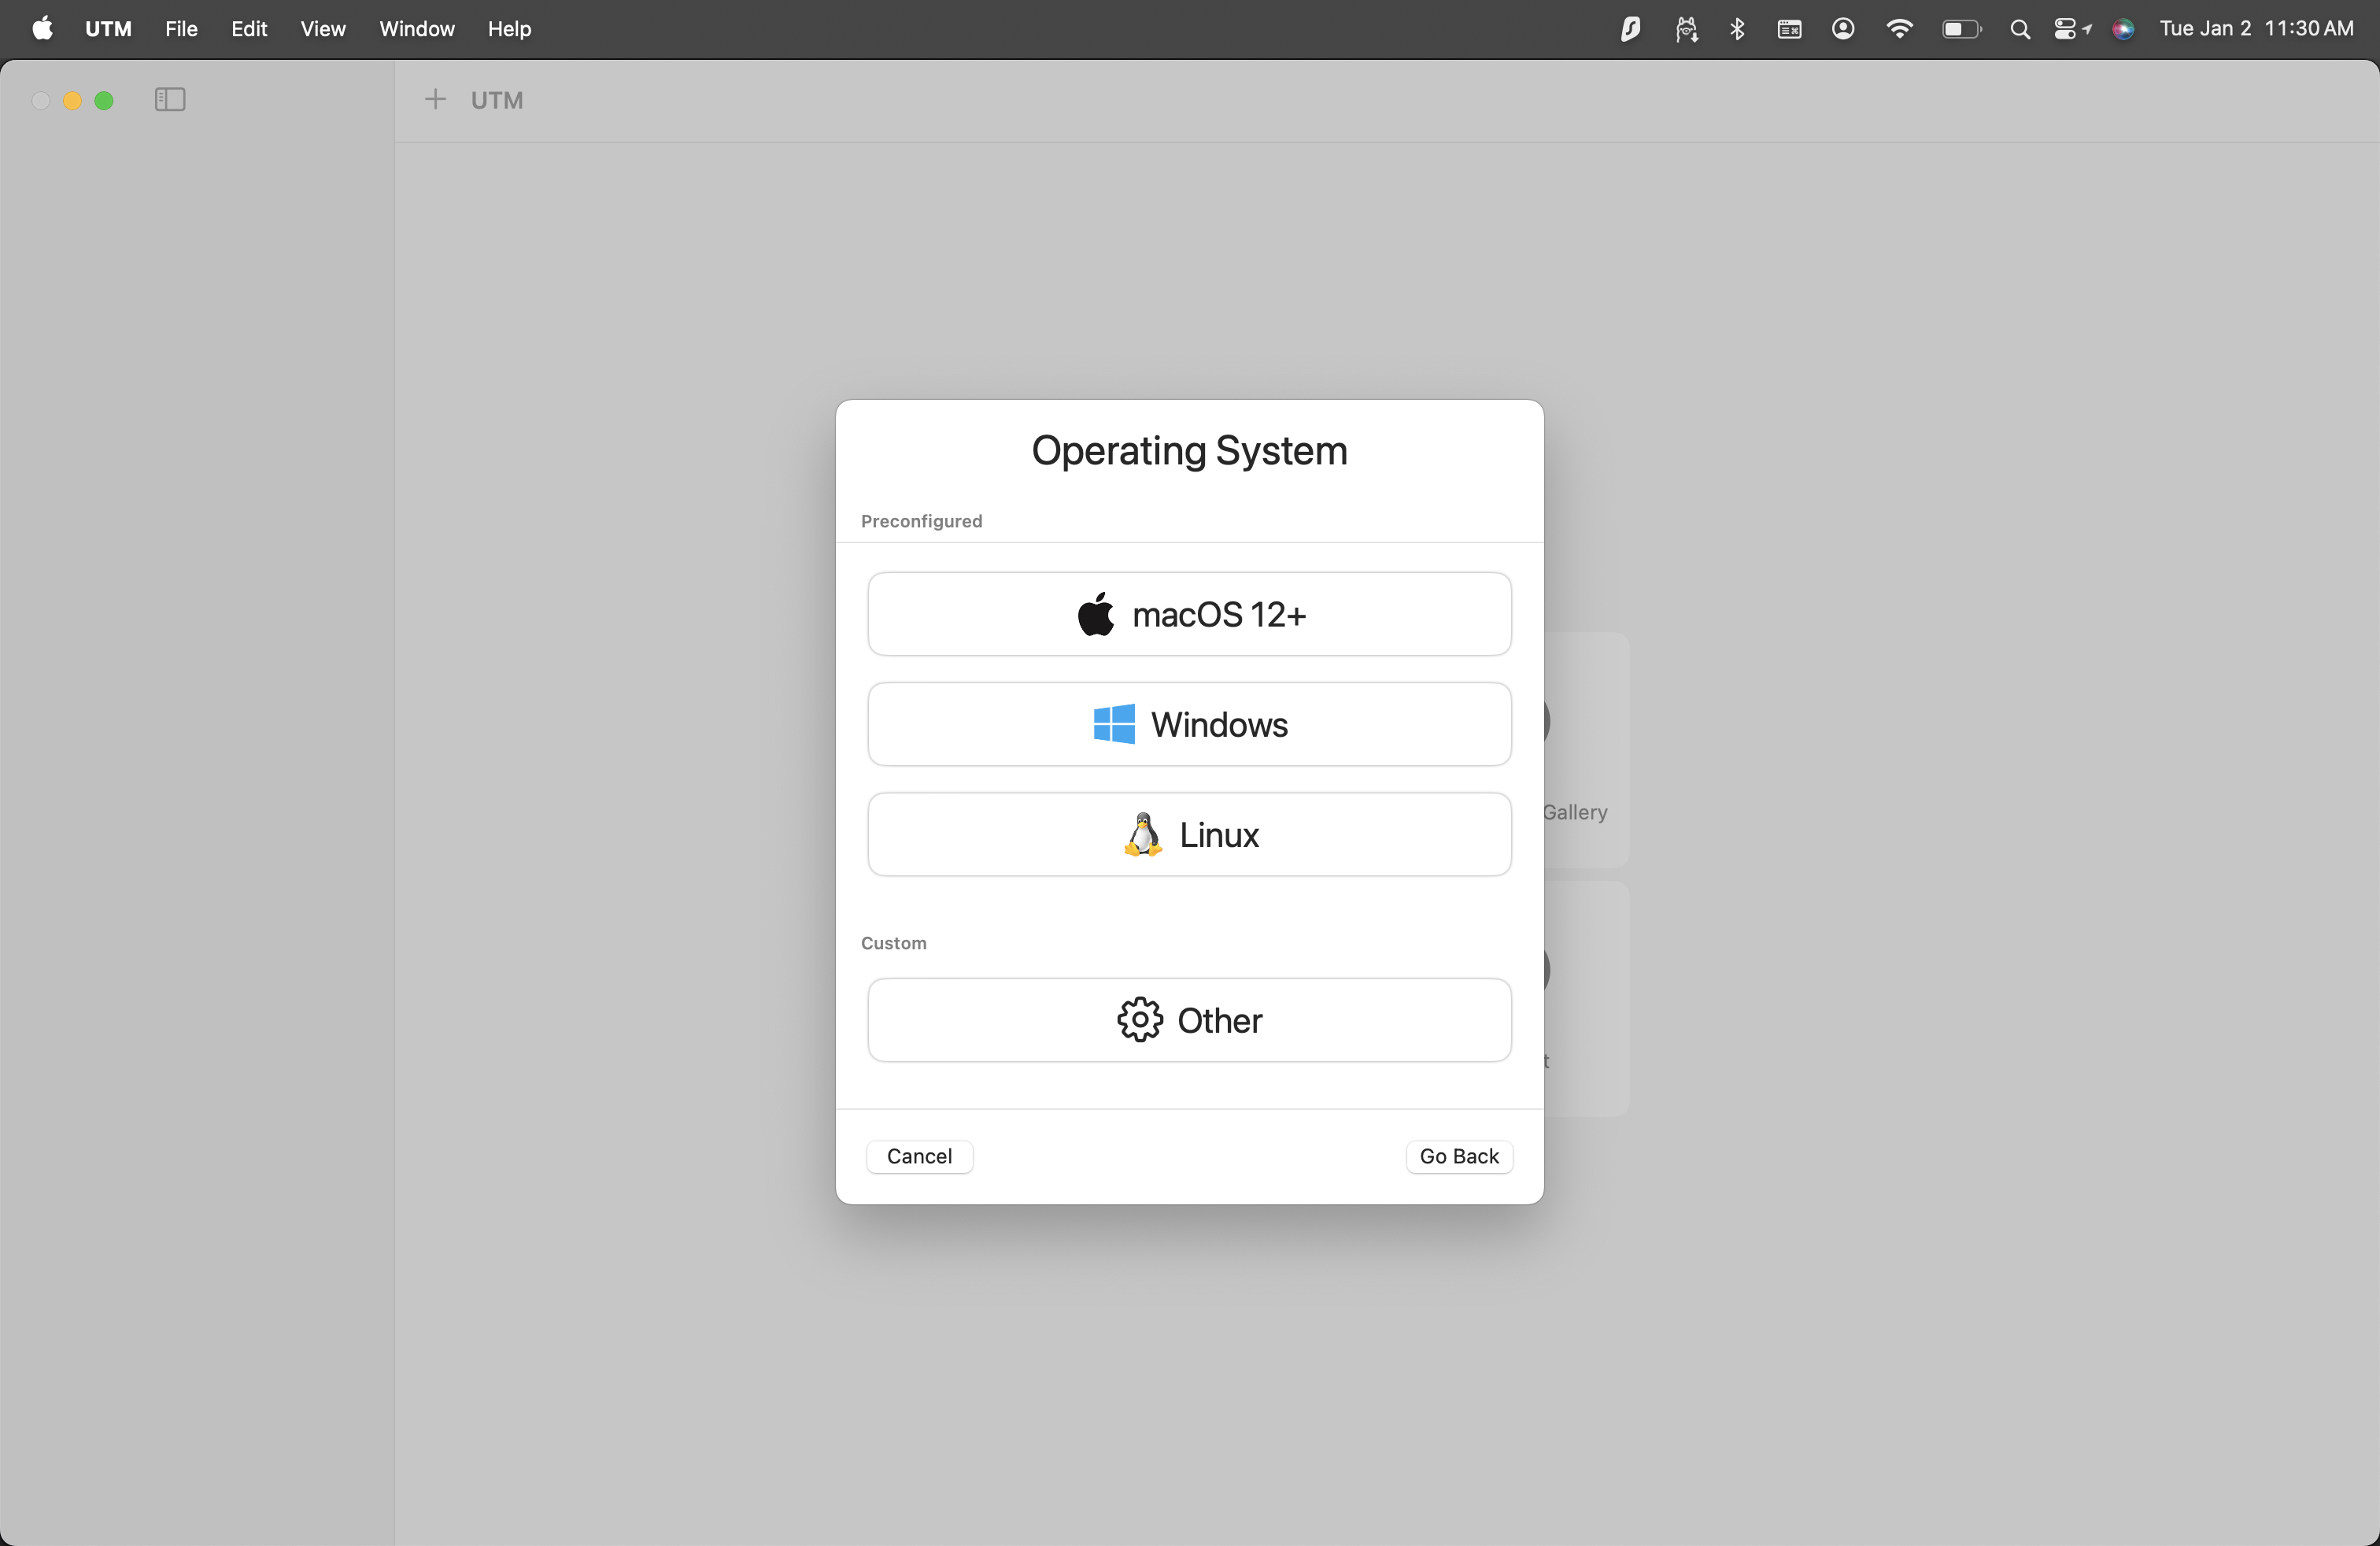 UTM File Edit View Window Help Tue Jan 2 11:30 AM
UTM
Operating System
Preconfigured
macOS 12+
Windows
Linux
Gallery
Custom
Other
t
Cancel Go Back